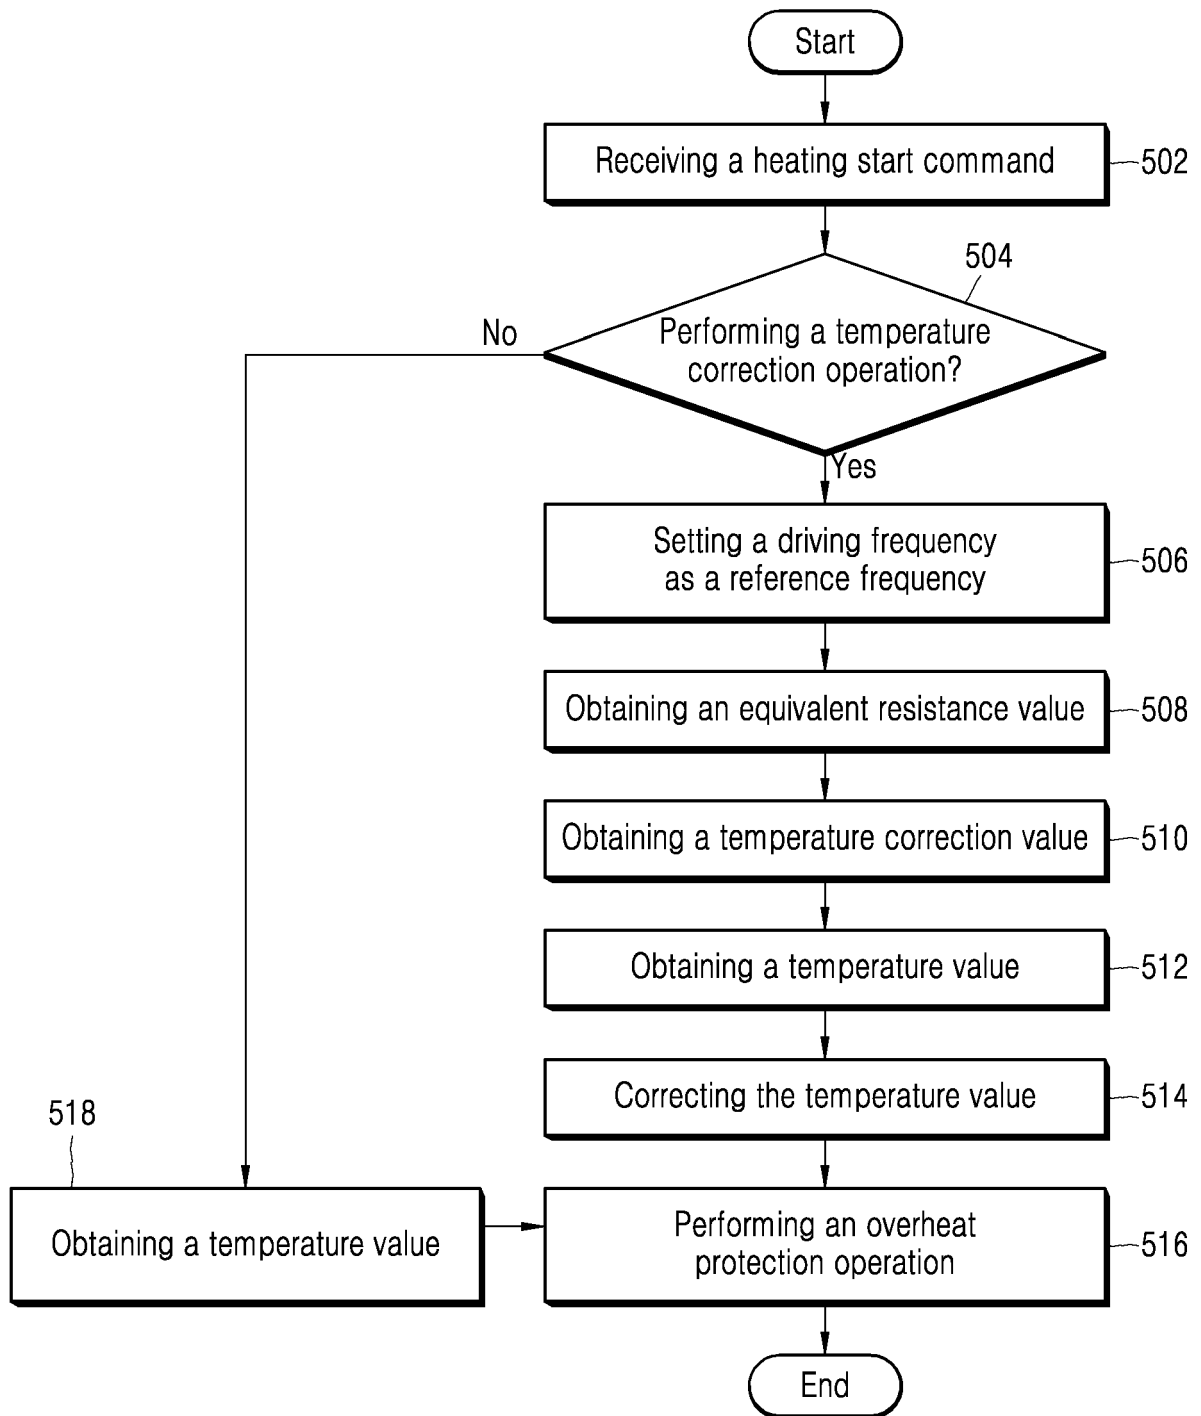 Start
Receiving a heating start command
502
504
Performing a temperature
correction operation?
No
Yes
Setting a driving frequency
as a reference frequency
506
Obtaining an equivalent resistance value
508
Obtaining a temperature correction value
510
Obtaining a temperature value
512
Correcting the temperature value
514
518
Obtaining a temperature value
Performing an overheat
protection operation
516
End